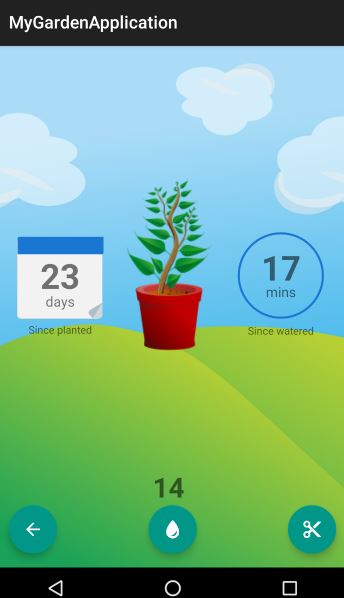 MyGardenApplication
23
days
Since planted
17
mins
Since watered
14